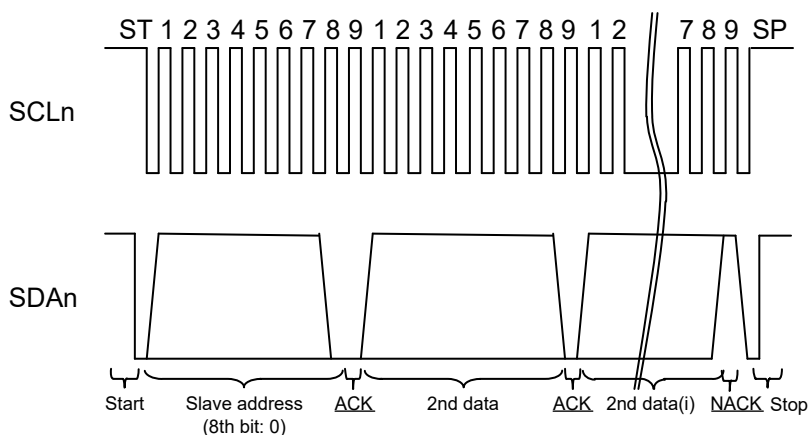 ST 1 2 3 4 5 6 7 8 9 1 2 3 4 5 6 7 8 9 1 2 7 8 9 SP
SCLn
SDAn
Start Slave address ACK 2nd data ACK 2nd data(i) NACK Stop
(8th bit: 0)